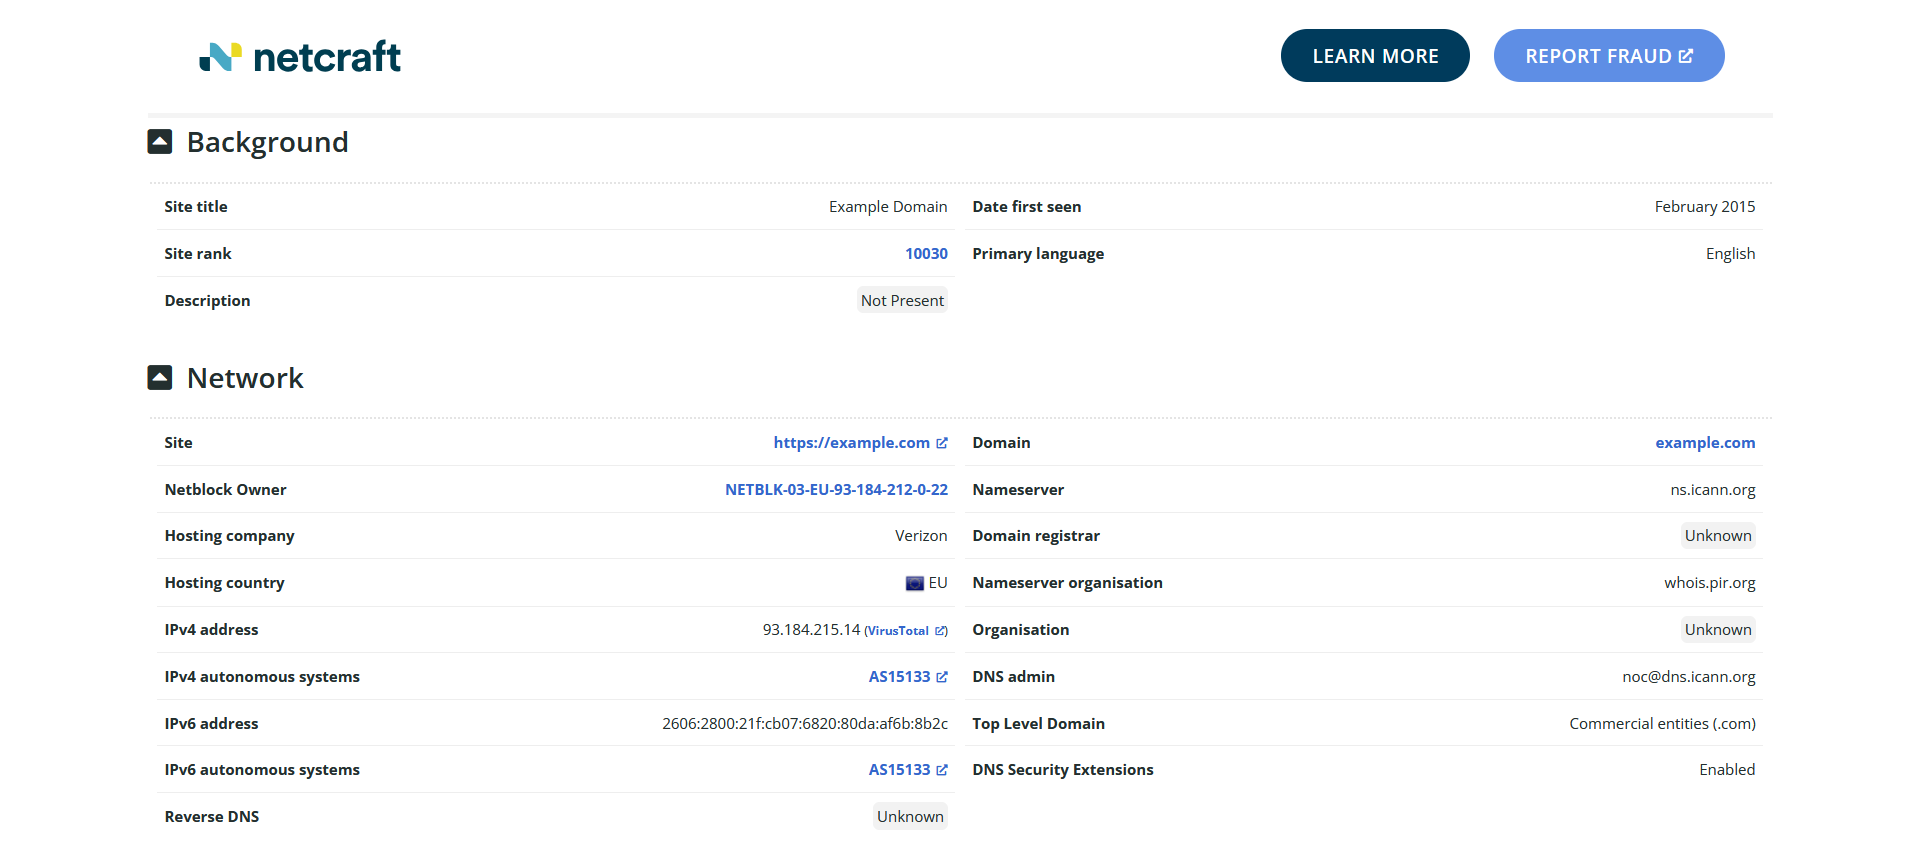 netcraft
LEARN MORE
REPORT FRAUD
Background
Site title Example Domain
Date first seen February 2015
Site rank 10030
Primary language English
Description Not Present
Network
Site https://example.com
Domain example.com
Netblock Owner NETBLK-03-EU-93-184-212-0-22
Nameserver ns.icann.org
Hosting company Verizon
Domain registrar Unknown
Hosting country EU
Nameserver organisation whois.pir.org
IPv4 address 93.184.215.14 (VirusTotal)
Organisation Unknown
IPv4 autonomous systems AS15133
DNS admin noc@dns.icann.org
IPv6 address 2606:2800:21f:cb07:6820:80da:af6b:8b2c
Top Level Domain Commercial entities (.com)
IPv6 autonomous systems AS15133
DNS Security Extensions Enabled
Reverse DNS Unknown